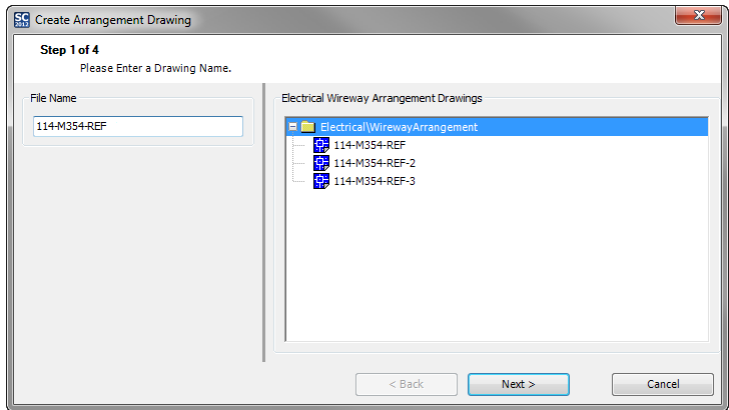 SC
2012
Create Arrangement Drawing
Step 1 of 4
Please Enter a Drawing Name.
File Name
114-M354-REF
Electrical Wireway Arrangement Drawings
Electrical\WirewayArrangement
114-M354-REF
114-M354-REF-2
114-M354-REF-3
< Back
Next >
Cancel